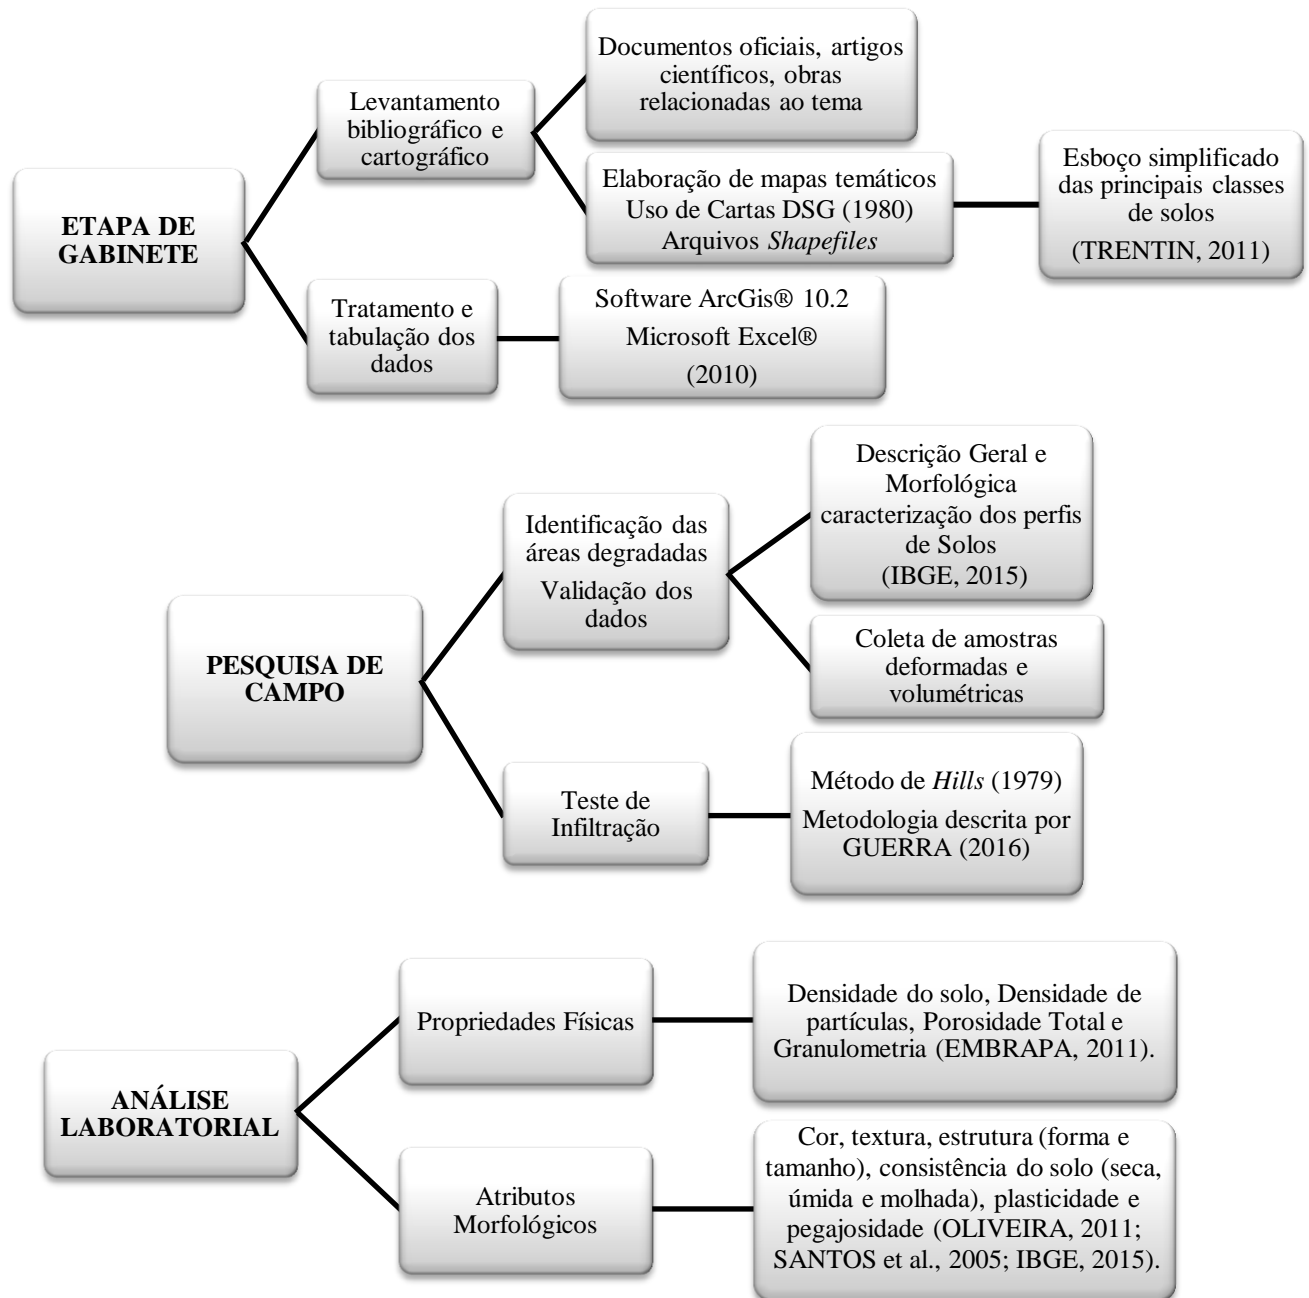 ETAPA DE
GABINETE
Levantamento
bibliográfico e
cartográfico
Documentos oficiais, artigos
científicos, obras
relacionadas ao tema
Elaboração de mapas temáticos
Uso de Cartas DSG (1980)
Arquivos Shapefiles
Esboço simplificado
das principais classes
de solos
(TRENTIN, 2011)
Tratamento e
tabulação dos
dados
Software ArcGis® 10.2
Microsoft Excel®
(2010)
PESQUISA DE
CAMPO
Identificação das
áreas degradadas
Validação dos
dados
Descrição Geral e
Morfológica
caracterização dos perfis
de Solos
(IBGE, 2015)
Coleta de amostras
deformadas e
volumétricas
Teste de
Infiltração
Método de Hills (1979)
Metodologia descrita por
GUERRA (2016)
ANÁLISE
LABORATORIAL
Propriedades Físicas
Densidade do solo, Densidade de
partículas, Porosidade Total e
Granulometria (EMBRAPA, 2011).
Atributos
Morfológicos
Cor, textura, estrutura (forma e
tamanho), consistência do solo (seca,
úmida e molhada), plasticidade e
pegajosidade (OLIVEIRA, 2011;
SANTOS et al., 2005; IBGE, 2015).